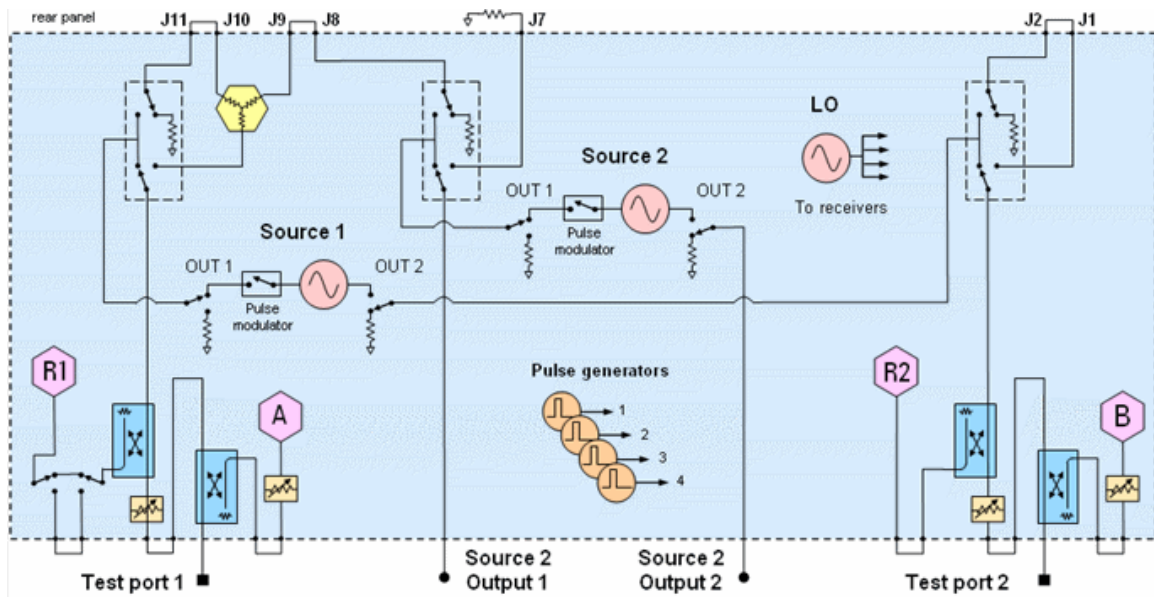 rear panel
J11 J10 J9 J8 J7 J2 J1
LO
Source 2
OUT 1
OUT 2
To receivers
Pulse
modulator
Source 1
OUT 1
OUT 2
Pulse
modulator
R1
A
Pulse generators
1
2
3
4
R2
B
Test port 1
Source 2
Output 1
Source 2
Output 2
Test port 2